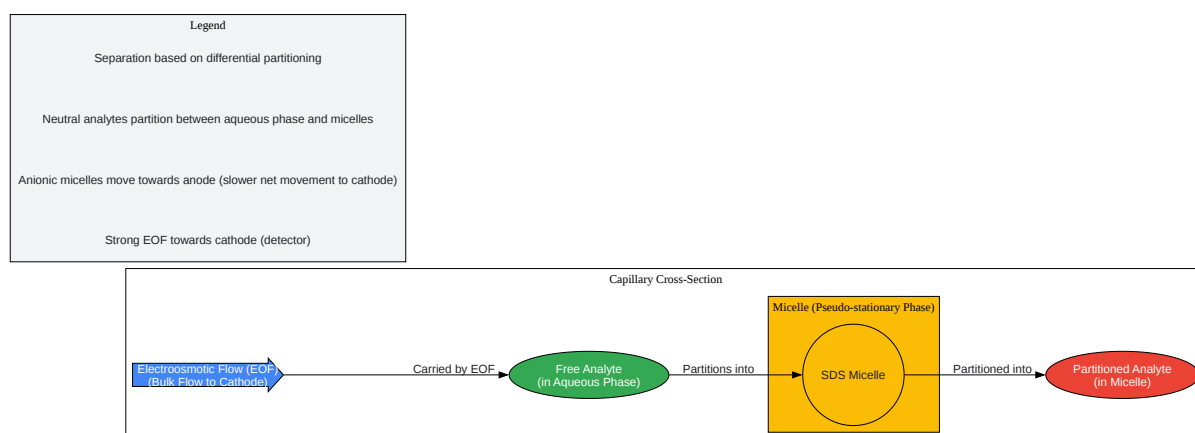 Legend
Separation based on differential partitioning
Neutral analytes partition between aqueous phase and micelles
Anionic micelles move towards anode (slower net movement to cathode)
Strong EOF towards cathode (detector)
Capillary Cross-Section
Micelle (Pseudo-stationary Phase)
Electroosmotic Flow (EOF)
(Bulk Flow to Cathode)
Carried by EOF
Free Analyte
(in Aqueous Phase)
Partitions into
SDS Micelle
Partitioned into
Partitioned Analyte
(in Micelle)